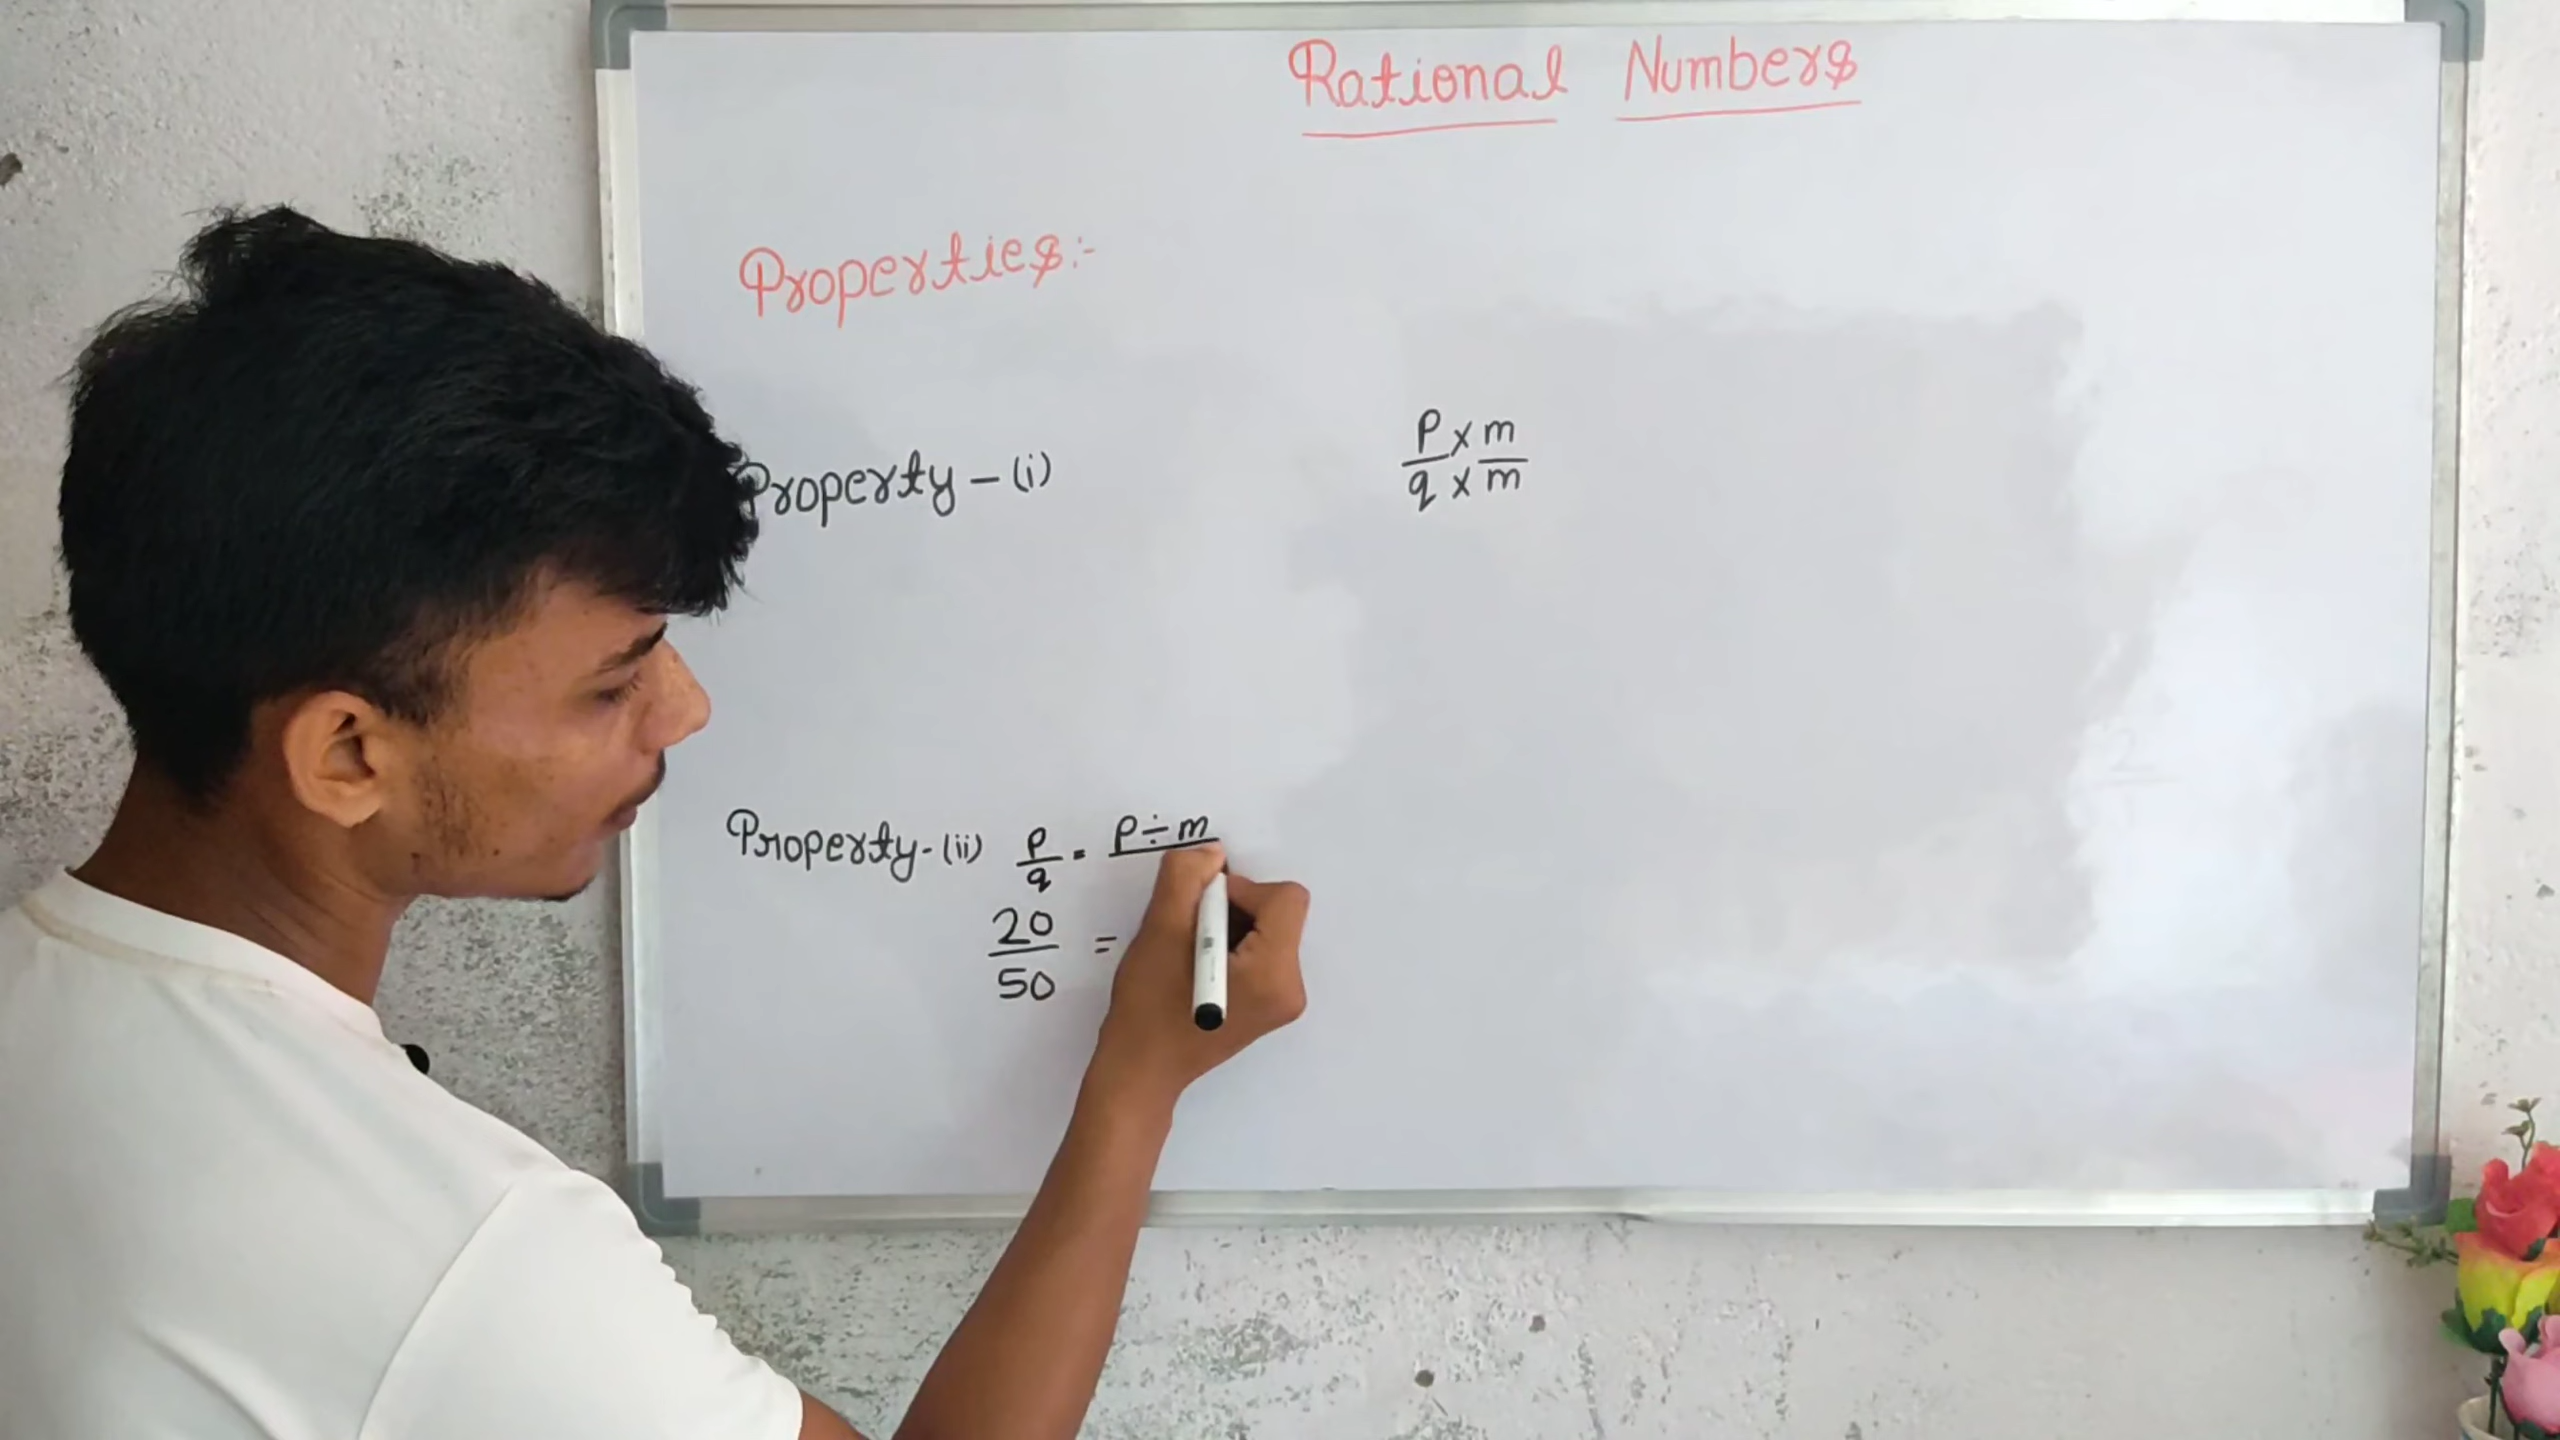 Rational Numbers
Properties:-
Property - (i)
p × m
q × m
Property - (ii) p/q = p ÷ m
20/50 =